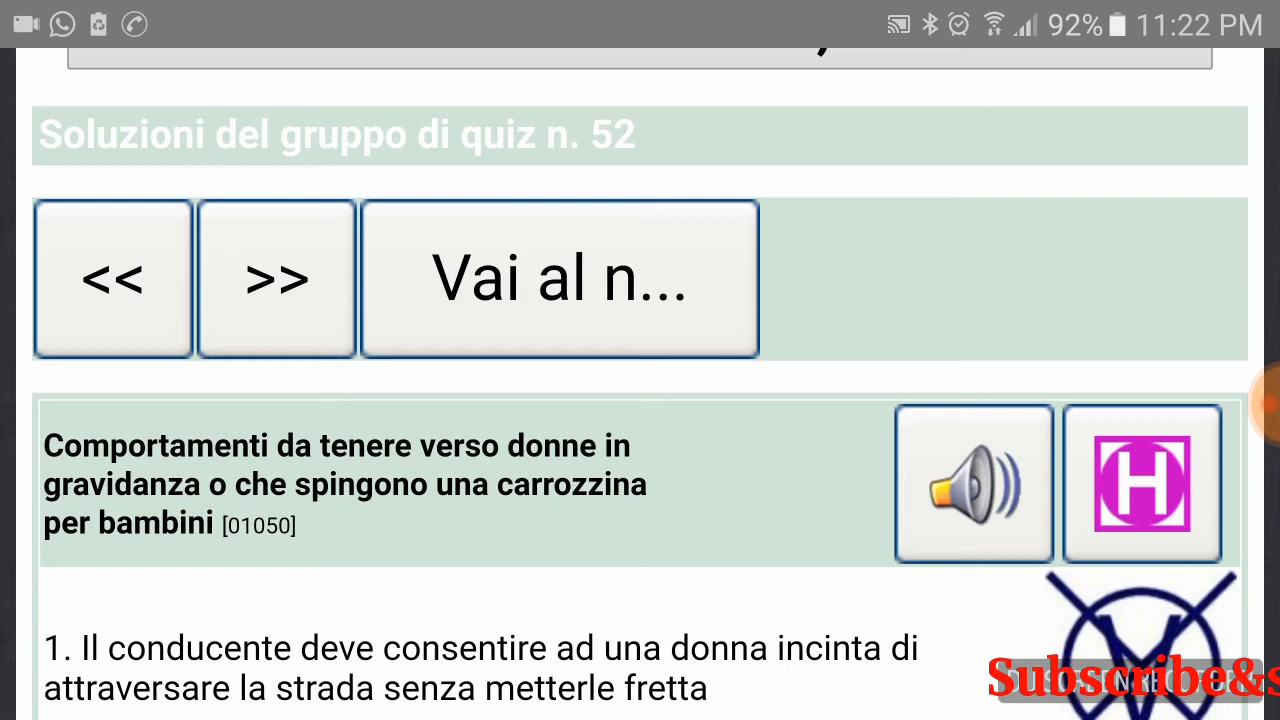 92% 11:22 PM
Soluzioni del gruppo di quiz n. 52
<< >> Vai al n...
Comportamenti da tenere verso donne in
gravidanza o che spingono una carrozzina
per bambini [01050]
H
1. Il conducente deve consentire ad una donna incinta di
attraversare la strada senza metterle fretta
Subscribe&s